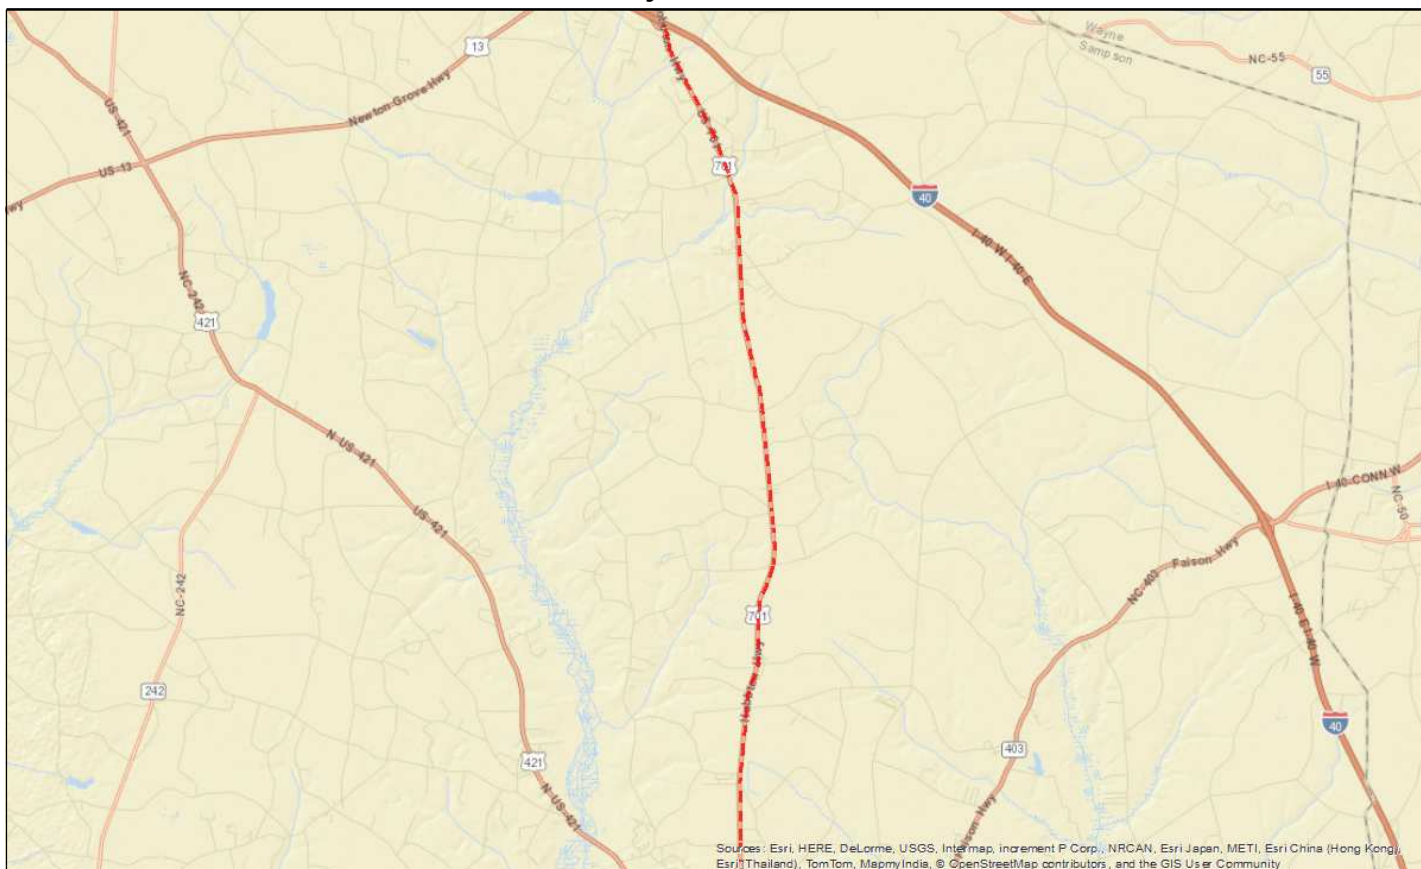 13
Wayne
Sampson
NC-55
55
US-421
Newton Grove Hwy
US 701
US-13
701
40
I-40 W I-40 E
NC-242
421
N US-421
US-421
I-40 CONN W
NC-50
Faison Hwy
NC-403
NC-242
701
I-40 E I-40 W
242
40
403
421
N US-421
Faison Hwy
Sources: Esri, HERE, DeLorme, USGS, Intermap, increment P Corp., NRCAN, Esri Japan, METI, Esri China (Hong Kong),
Esri (Thailand), TomTom, MapmyIndia, © OpenStreetMap contributors, and the GIS User Community